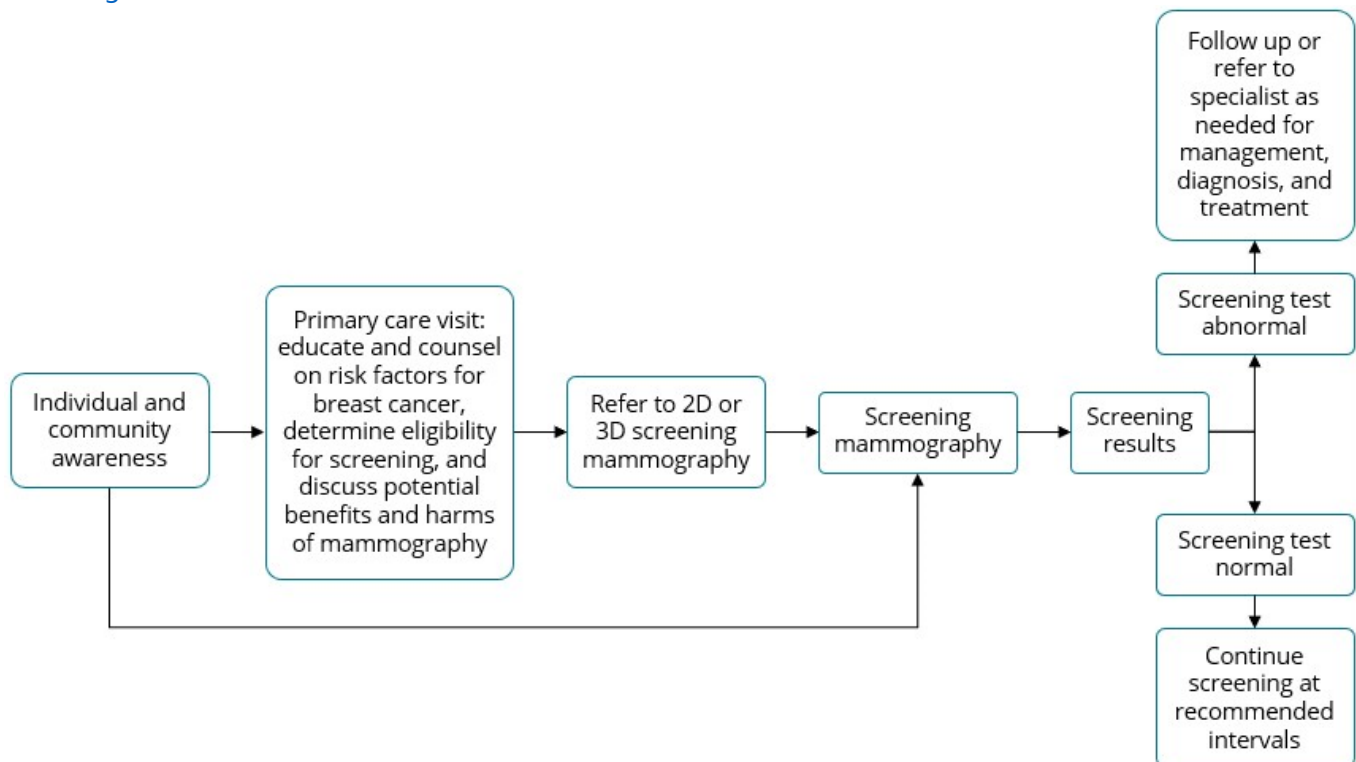 Individual and
community
awareness
Primary care visit:
educate and counsel
on risk factors for
breast cancer,
determine eligibility
for screening, and
discuss potential
benefits and harms
of mammography
Refer to 2D or
3D screening
mammography
Screening
mammography
Screening
results
Follow up or
refer to
specialist as
needed for
management,
diagnosis, and
treatment
Screening test
abnormal
Screening test
normal
Continue
screening at
recommended
intervals